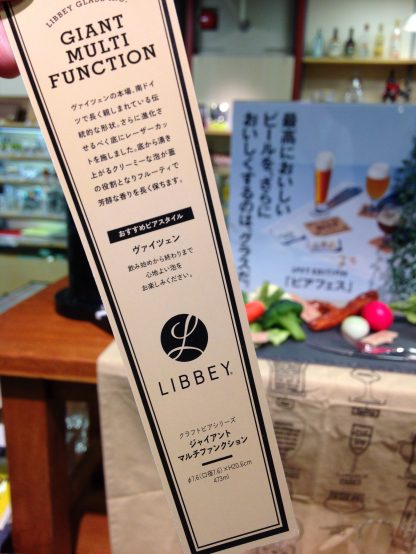 LIBBEY GLASS INC.
GIANT
MULTI
FUNCTION
ヴァイツェンの本場、南ドイ
ツで長く親しまれている伝
統的な形状。さらに進化さ
せるべく底にレーザーカッ
トを施しました。底から湧き
上がるクリーミーな泡が蓋
の役割となりフルーティで
芳醇な香りを長く保ちます。
おすすめビアスタイル
ヴァイツェン
飲み始めから終わりまで
心地よい泡を
お楽しみください。
LIBBEY
クラフトビアシリーズ
ジャイアント
マルチファンクション
φ7.6(口径7.6)×H20.8cm
473ml
最高においしい
ビールを、さらに
おいしくするのは、グラスだ。
「ビアフェス」